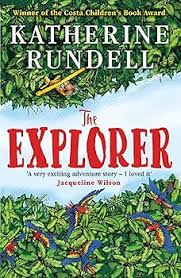 Winner of the Costa Children's Book Award
KATHERINE
RUNDELL
The
EXPLORER
'A very exciting adventure story – I loved it'
Jacqueline Wilson